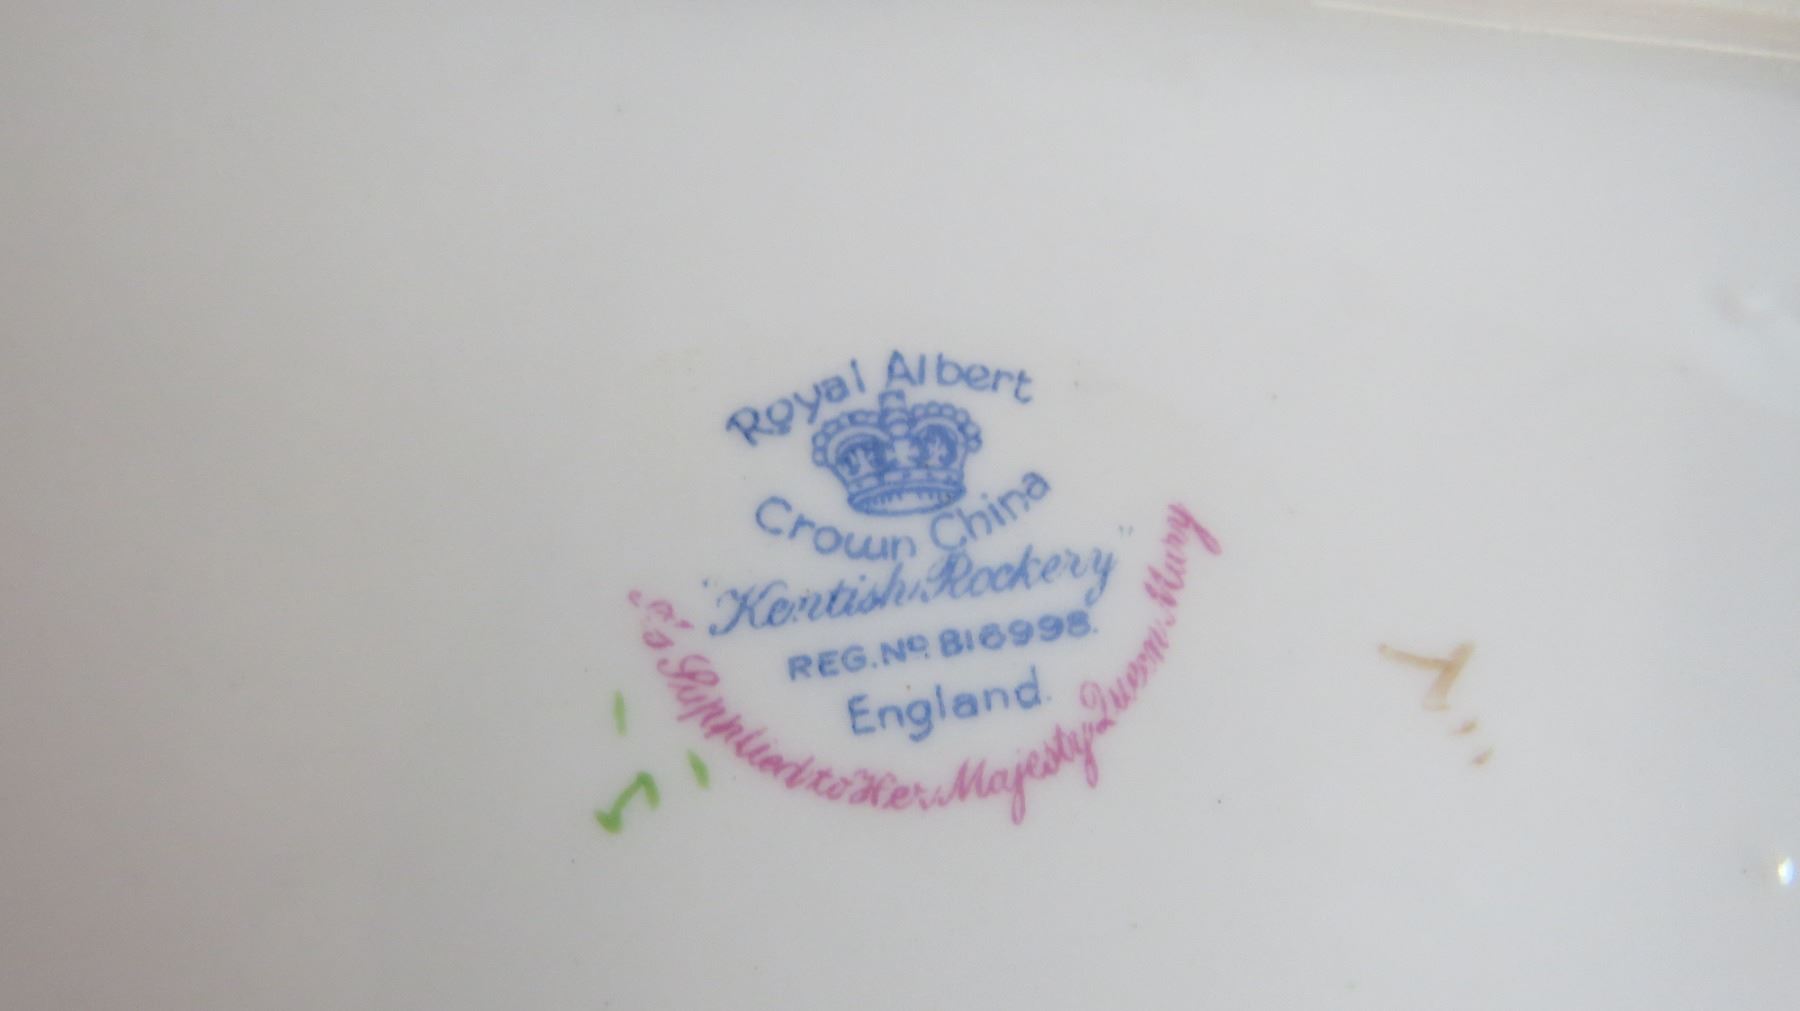 Royal Albert
Crown China
"Kentish Rockery"
REG. No. 816998.
England.
"As Supplied to Her Majesty Queen Mary